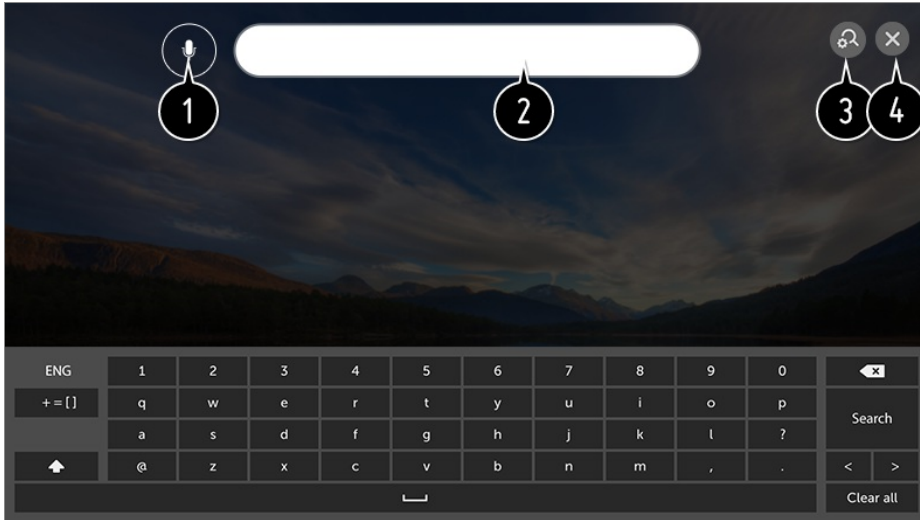 1
2
3
4
ENG 1 2 3 4 5 6 7 8 9 0
+=[] q w e r t y u i o p
Search
a s d f g h j k l ?
@ z x c v b n m , . < >
Clear all